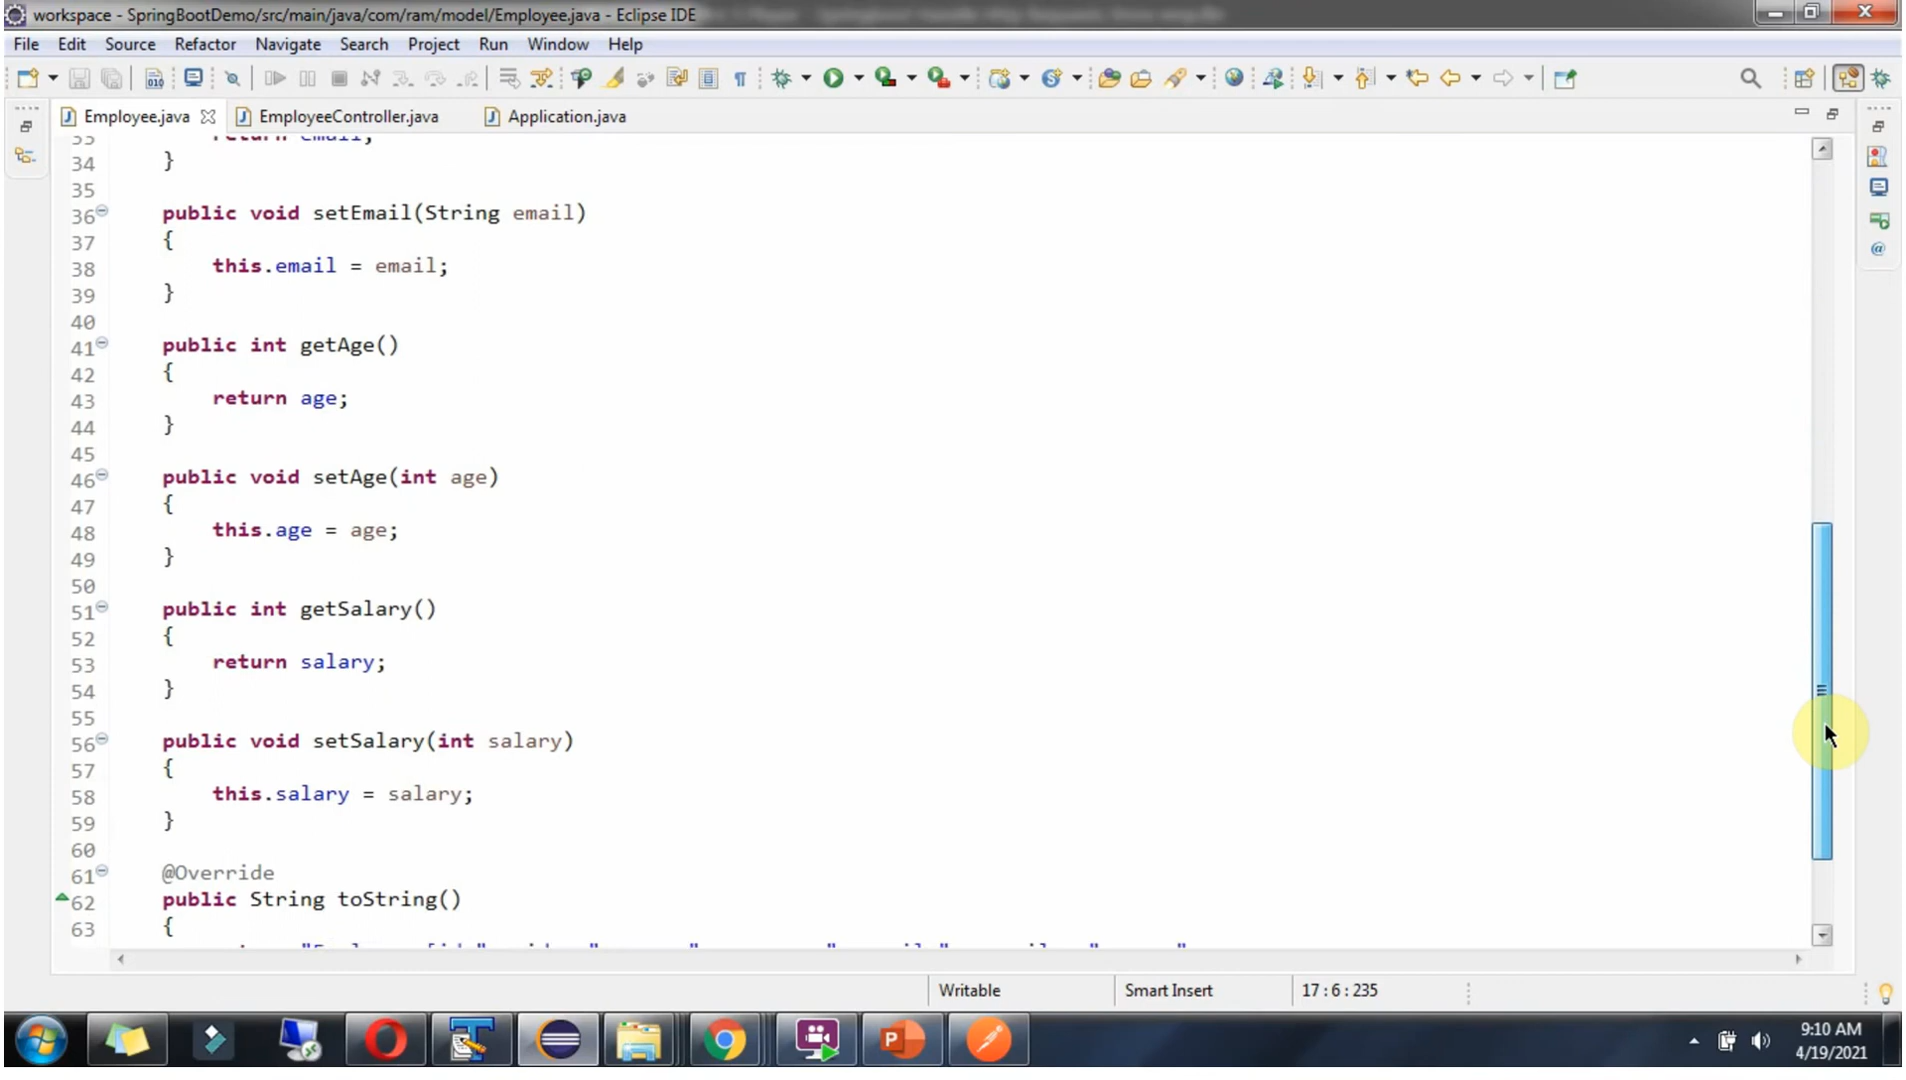 workspace - SpringBootDemo/src/main/java/com/ram/model/Employee.java - Eclipse IDE
File Edit Source Refactor Navigate Search Project Run Window Help
Employee.java EmployeeController.java Application.java
33 return email;
34 }
35
36 public void setEmail(String email)
37 {
38 this.email = email;
39 }
40
41 public int getAge()
42 {
43 return age;
44 }
45
46 public void setAge(int age)
47 {
48 this.age = age;
49 }
50
51 public int getSalary()
52 {
53 return salary;
54 }
55
56 public void setSalary(int salary)
57 {
58 this.salary = salary;
59 }
60
61 @Override
62 public String toString()
63 {
Writable Smart Insert 17 : 6 : 235
9:10 AM
4/19/2021